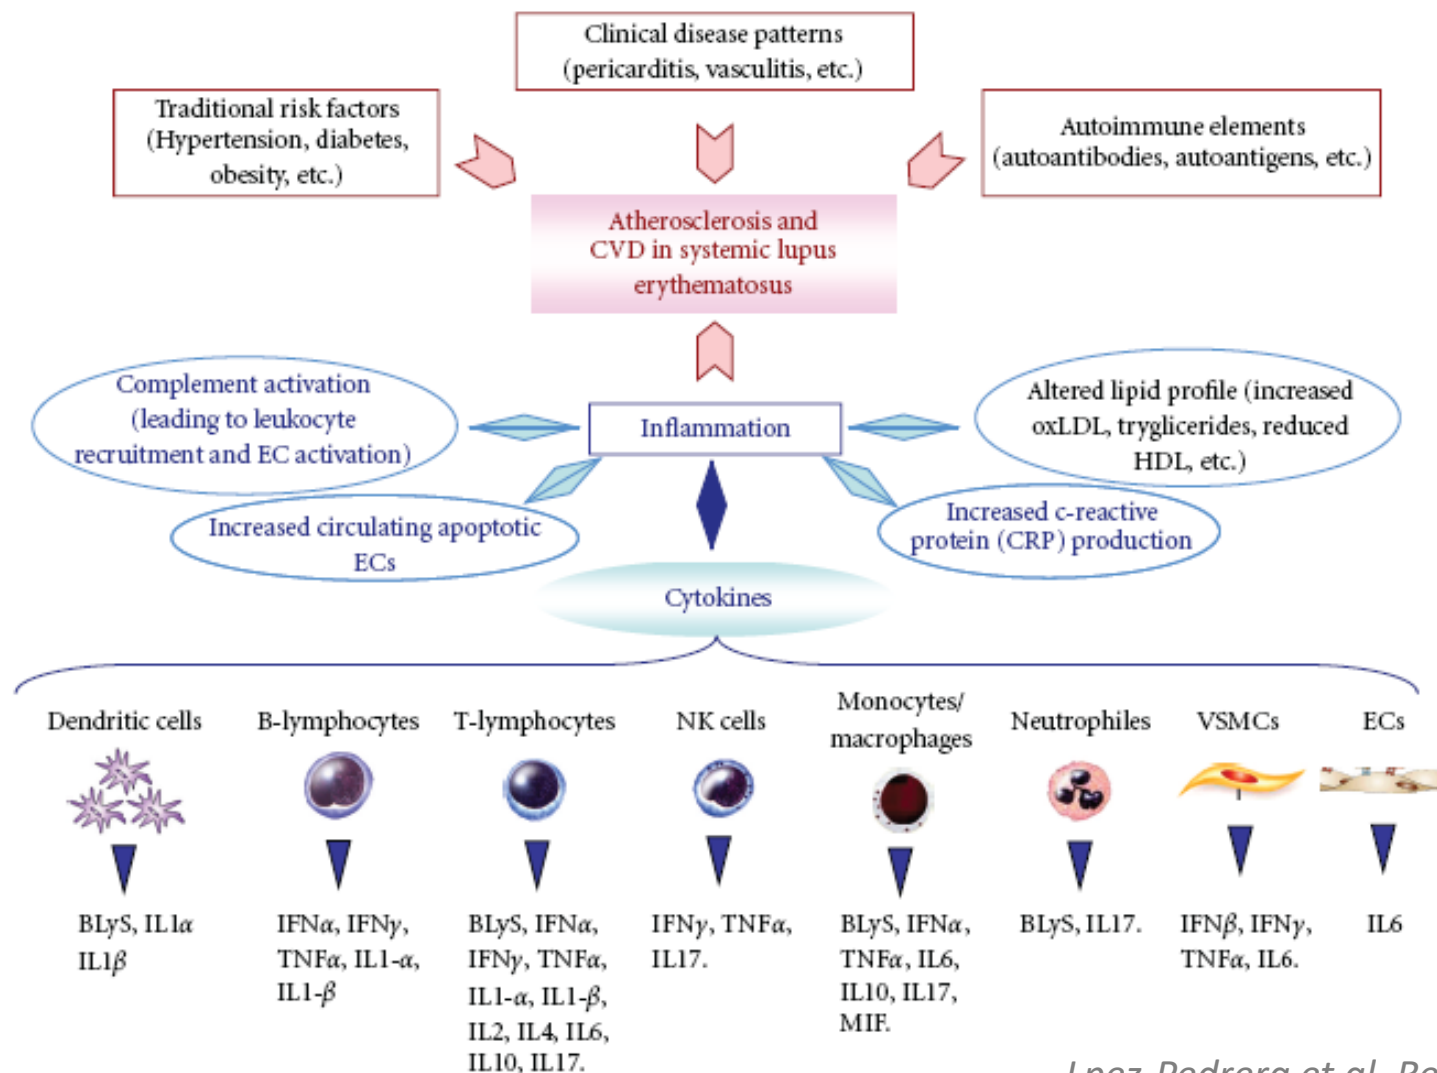 Clinical disease patterns
(pericarditis, vasculitis, etc.)
Traditional risk factors
(Hypertension, diabetes,
obesity, etc.)
Autoimmune elements
(autoantibodies, autoantigens, etc.)
Atherosclerosis and
CVD in systemic lupus
erythematosus
Complement activation
(leading to leukocyte
recruitment and EC activation)
Inflammation
Altered lipid profile (increased
oxLDL, tryglicerides, reduced
HDL, etc.)
Increased circulating apoptotic
ECs
Increased c-reactive
protein (CRP) production
Cytokines
Dendritic cells
B-lymphocytes
T-lymphocytes
NK cells
Monocytes/
macrophages
Neutrophiles
VSMCs
ECs
BLyS, IL1α
IL1β
IFNα, IFNγ,
TNFα, IL1-α,
IL1-β
BLyS, IFNα,
IFNγ, TNFα,
IL1-α, IL1-β,
IL2, IL4, IL6,
IL10, IL17.
IFNγ, TNFα,
IL17.
BLyS, IFNα,
TNFα, IL6,
IL10, IL17,
MIF.
BLyS, IL17.
IFNβ, IFNγ,
TNFα, IL6.
IL6